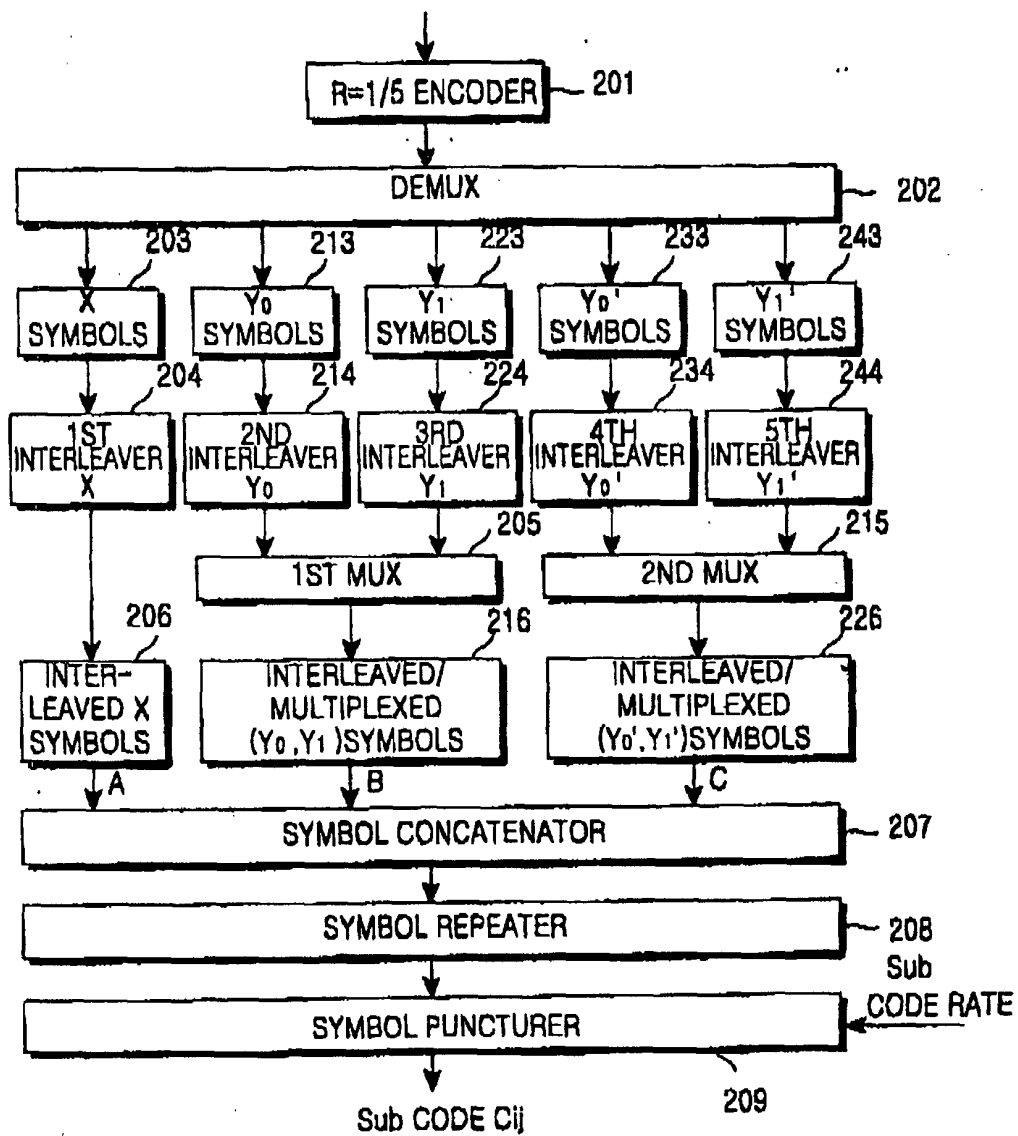 R=1/5 ENCODER
201
DEMUX
202
203
213
223
233
243
X
SYMBOLS
Y0
SYMBOLS
Y1
SYMBOLS
Y0'
SYMBOLS
Y1'
SYMBOLS
204
214
224
234
244
1ST
INTERLEAVER
X
2ND
INTERLEAVER
Y0
3RD
INTERLEAVER
Y1
4TH
INTERLEAVER
Y0'
5TH
INTERLEAVER
Y1'
205
215
1ST MUX
2ND MUX
206
216
226
INTER-
LEAVED X
SYMBOLS
INTERLEAVED/
MULTIPLEXED
(Y0,Y1)SYMBOLS
INTERLEAVED/
MULTIPLEXED
(Y0',Y1')SYMBOLS
A
B
C
SYMBOL CONCATENATOR
207
SYMBOL REPEATER
208
Sub
CODE RATE
SYMBOL PUNCTURER
209
Sub CODE Cij